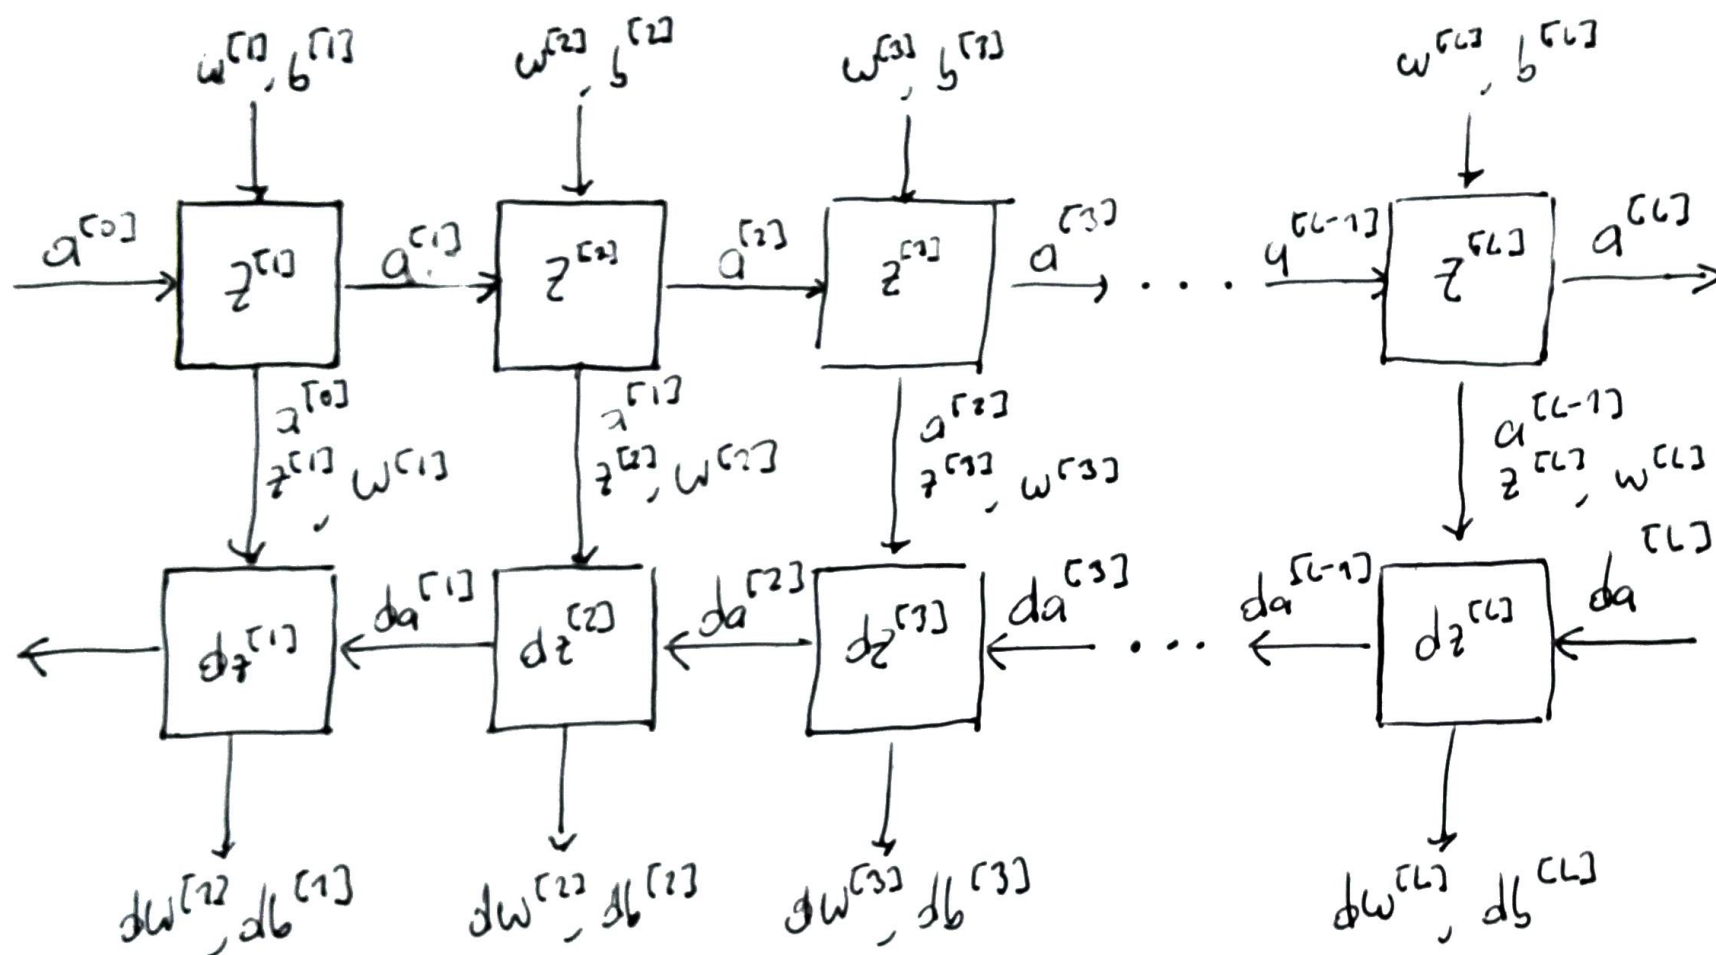 w^[1], b^[1] w^[2], b^[2] w^[3], b^[3] w^[L], b^[L]
a^[0] z^[1] a^[1] z^[2] a^[2] z^[3] a^[3] . . . a^[L-1] z^[L] a^[L]
a^[0] a^[1] a^[2] a^[L-1]
z^[1], w^[1] z^[2], w^[2] z^[3], w^[3] z^[L], w^[L]
dz^[1] da^[1] dz^[2] da^[2] dz^[3] da^[3] . . . da^[L-1] dz^[L] da^[L]
dw^[1], db^[1] dw^[2], db^[2] dw^[3], db^[3] dw^[L], db^[L]